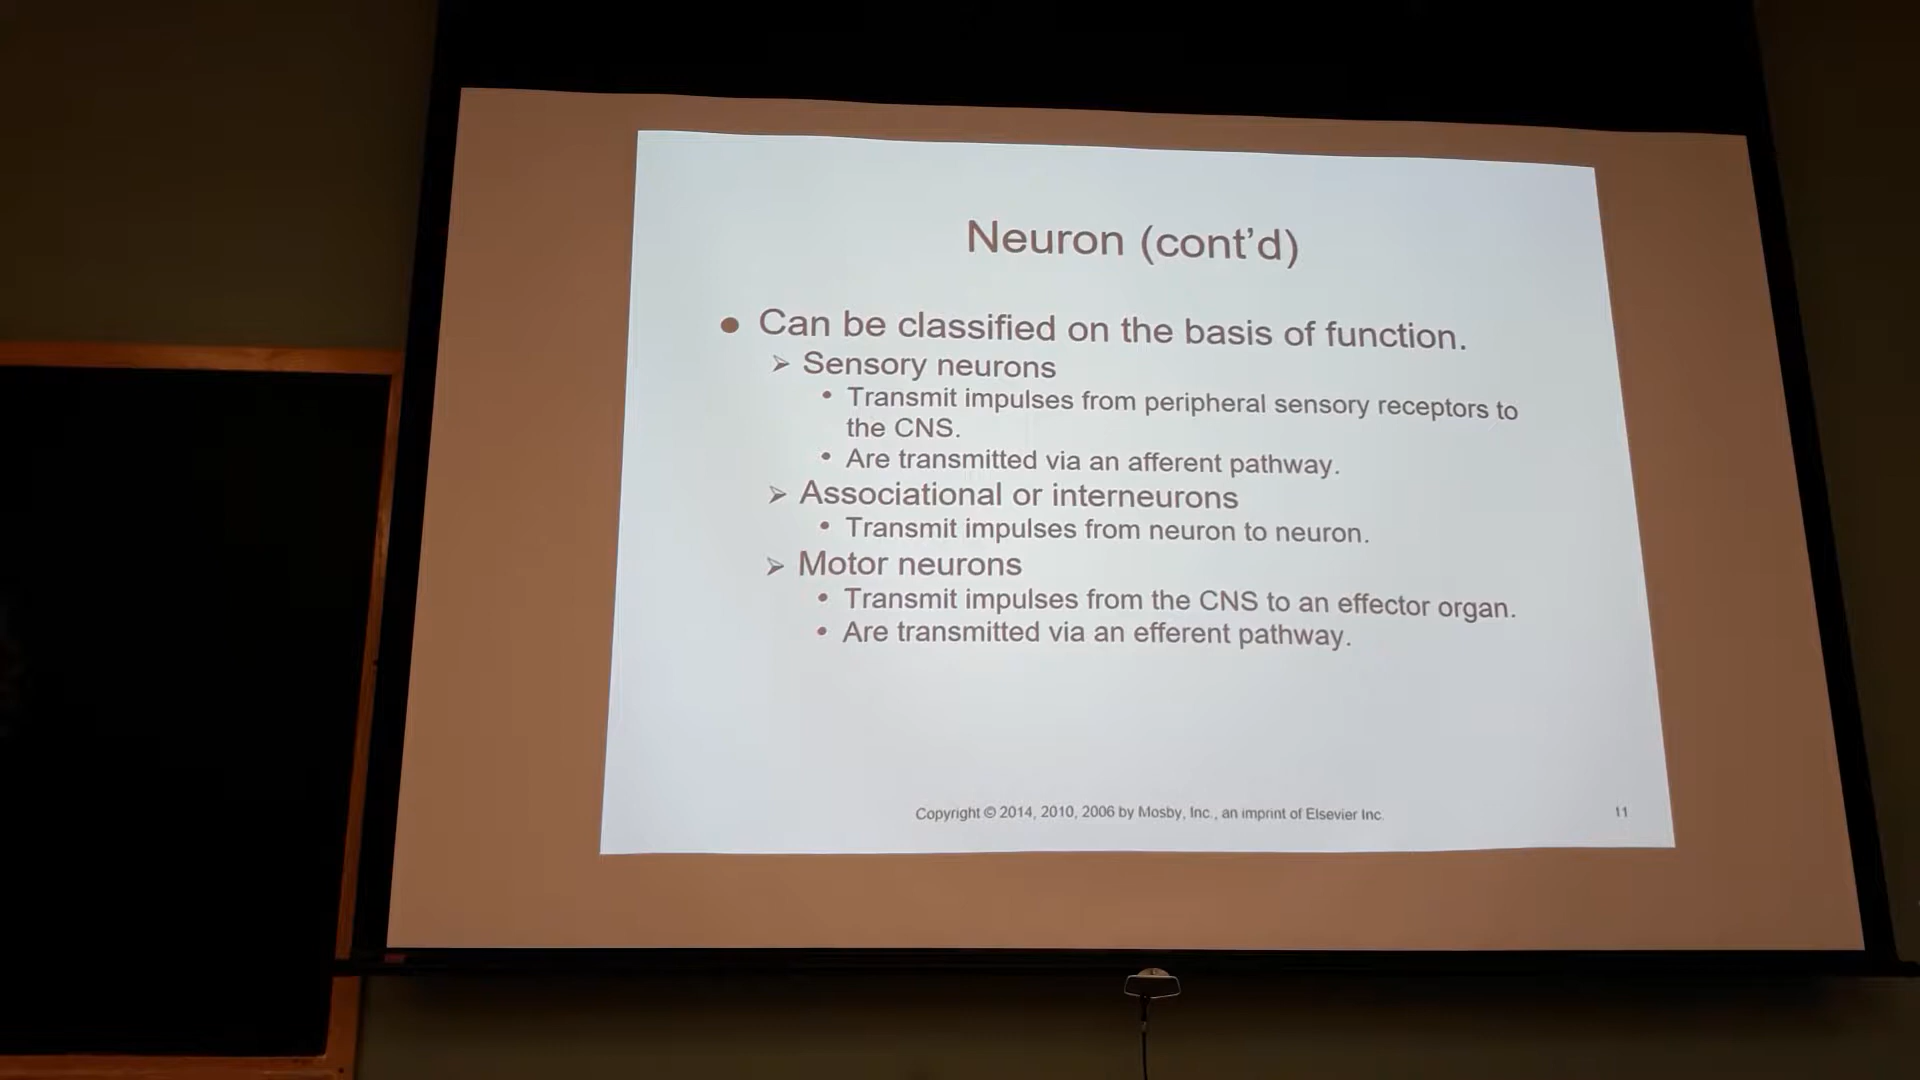 Neuron (cont’d)
● Can be classified on the basis of function.
➢ Sensory neurons
• Transmit impulses from peripheral sensory receptors to
the CNS.
• Are transmitted via an afferent pathway.
➢ Associational or interneurons
• Transmit impulses from neuron to neuron.
➢ Motor neurons
• Transmit impulses from the CNS to an effector organ.
• Are transmitted via an efferent pathway.
Copyright © 2014, 2010, 2006 by Mosby, Inc., an imprint of Elsevier Inc.
11